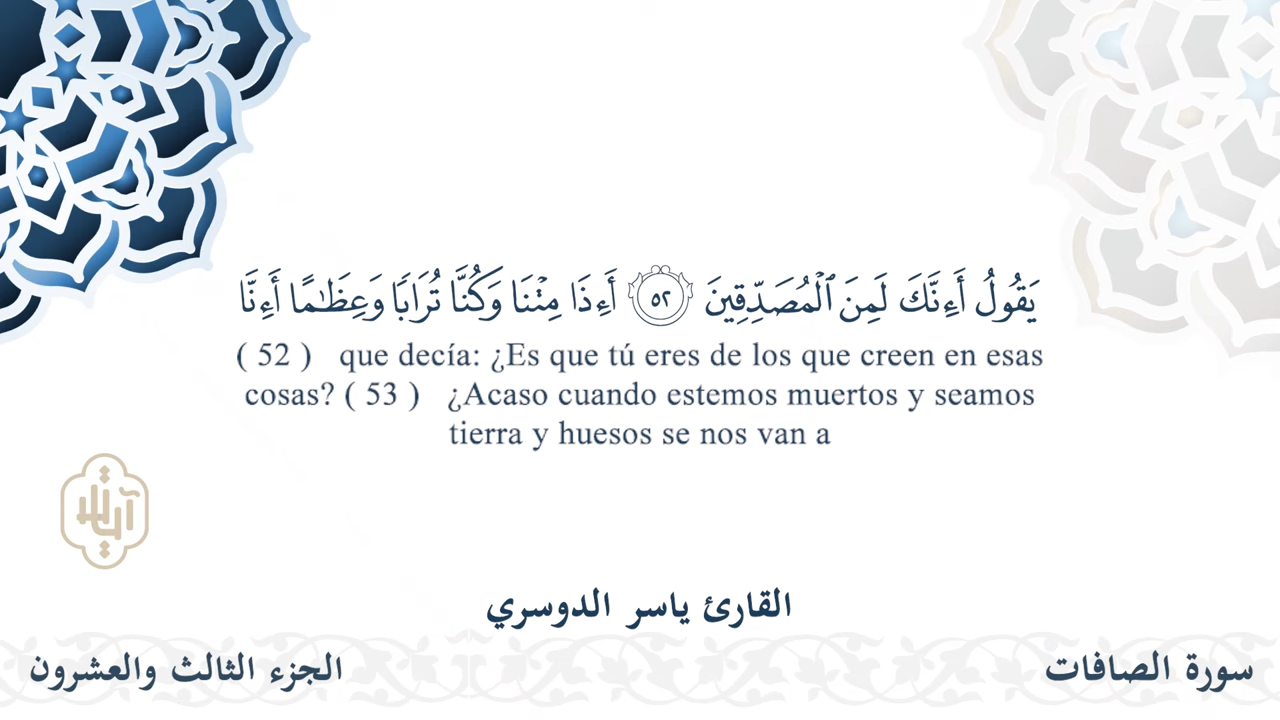 يَقُولُ أَءِنَّكَ لَمِنَ ٱلْمُصَدِّقِينَ ٥٢ أَءِذَا مِتْنَا وَكُنَّا تُرَابًا وَعِظَـٰمًا أَءِنَّا
( 52 ) que decía: ¿Es que tú eres de los que creen en esas
cosas? ( 53 ) ¿Acaso cuando estemos muertos y seamos
tierra y huesos se nos van a
القارئ ياسر الدوسري
سورة الصافات
الجزء الثالث والعشرون